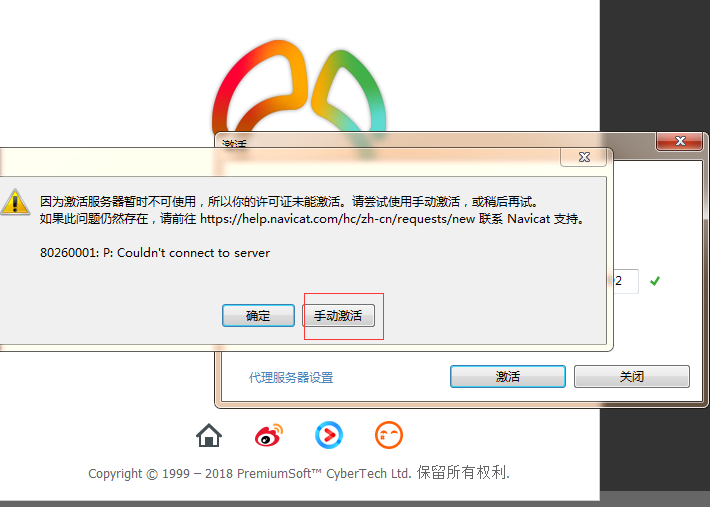 激活
因为激活服务器暂时不可使用，所以你的许可证未能激活。请尝试使用手动激活，或稍后再试。
如果此问题仍然存在，请前往 https://help.navicat.com/hc/zh-cn/requests/new 联系 Navicat 支持。
80260001: P: Couldn't connect to server
2
确定 手动激活
代理服务器设置 激活 关闭
Copyright © 1999 – 2018 PremiumSoft™ CyberTech Ltd. 保留所有权利.